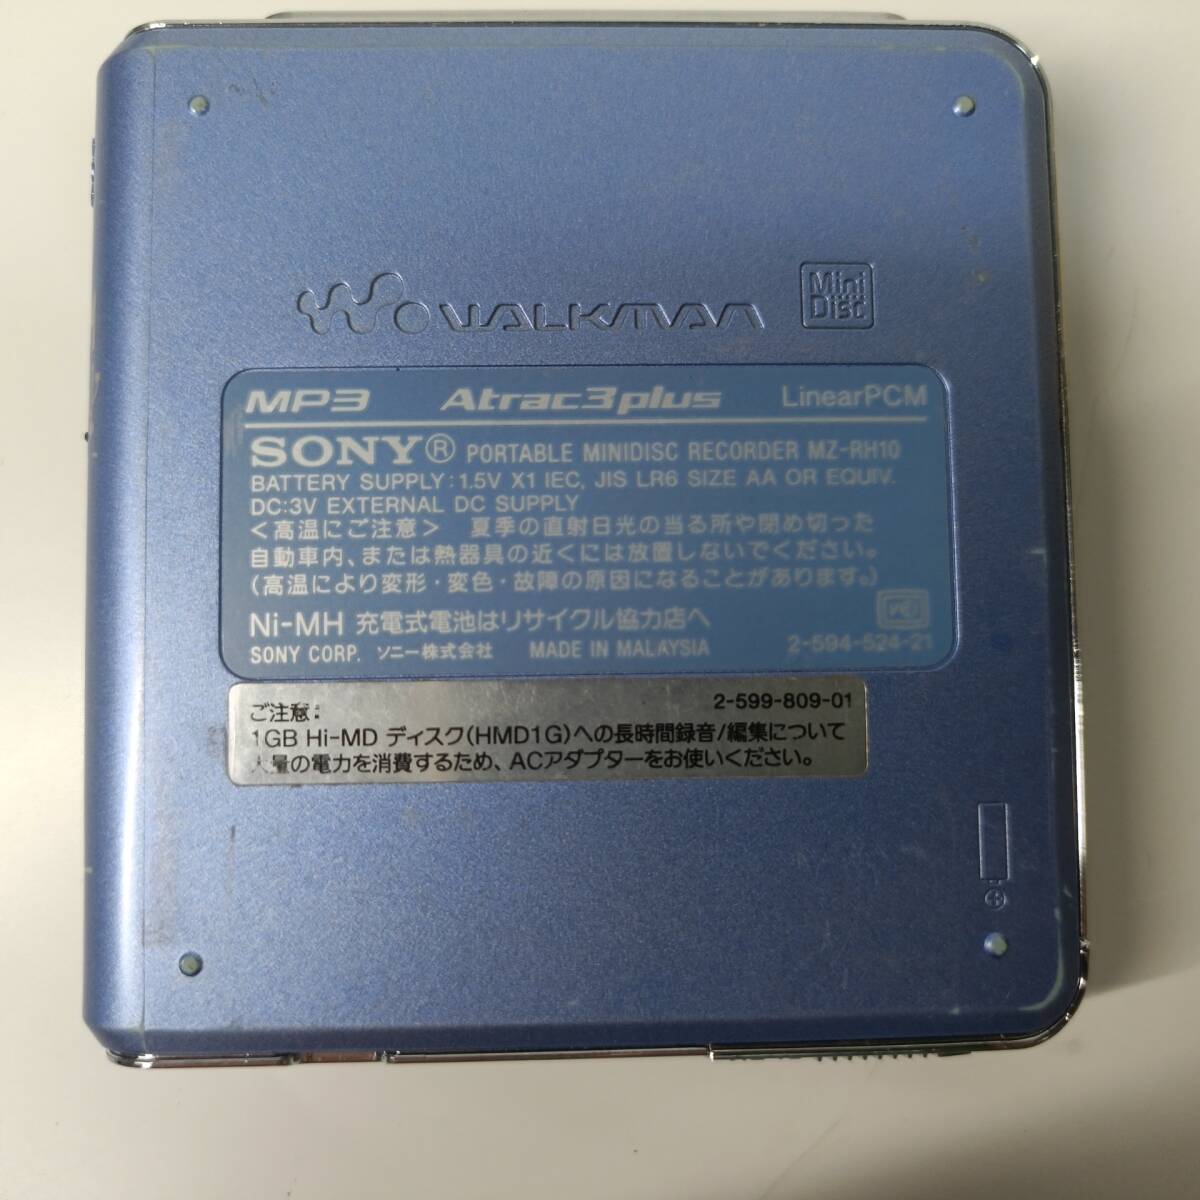 WALKMAN
Mini Disc
MP3 Atrac3plus LinearPCM
SONY® PORTABLE MINIDISC RECORDER MZ-RH10
BATTERY SUPPLY: 1.5V X1 IEC, JIS LR6 SIZE AA OR EQUIV.
DC:3V EXTERNAL DC SUPPLY
<高温にご注意> 夏季の直射日光の当る所や閉め切った
自動車内、または熱器具の近くには放置しないでください。
(高温により変形・変色・故障の原因になることがあります。)
Ni-MH 充電式電池はリサイクル協力店へ
SONY CORP. ソニー株式会社 MADE IN MALAYSIA 2-594-524-21
ご注意: 2-599-809-01
1GB Hi-MD ディスク(HMD1G)への長時間録音/編集について
大量の電力を消費するため、ACアダプターをお使いください。